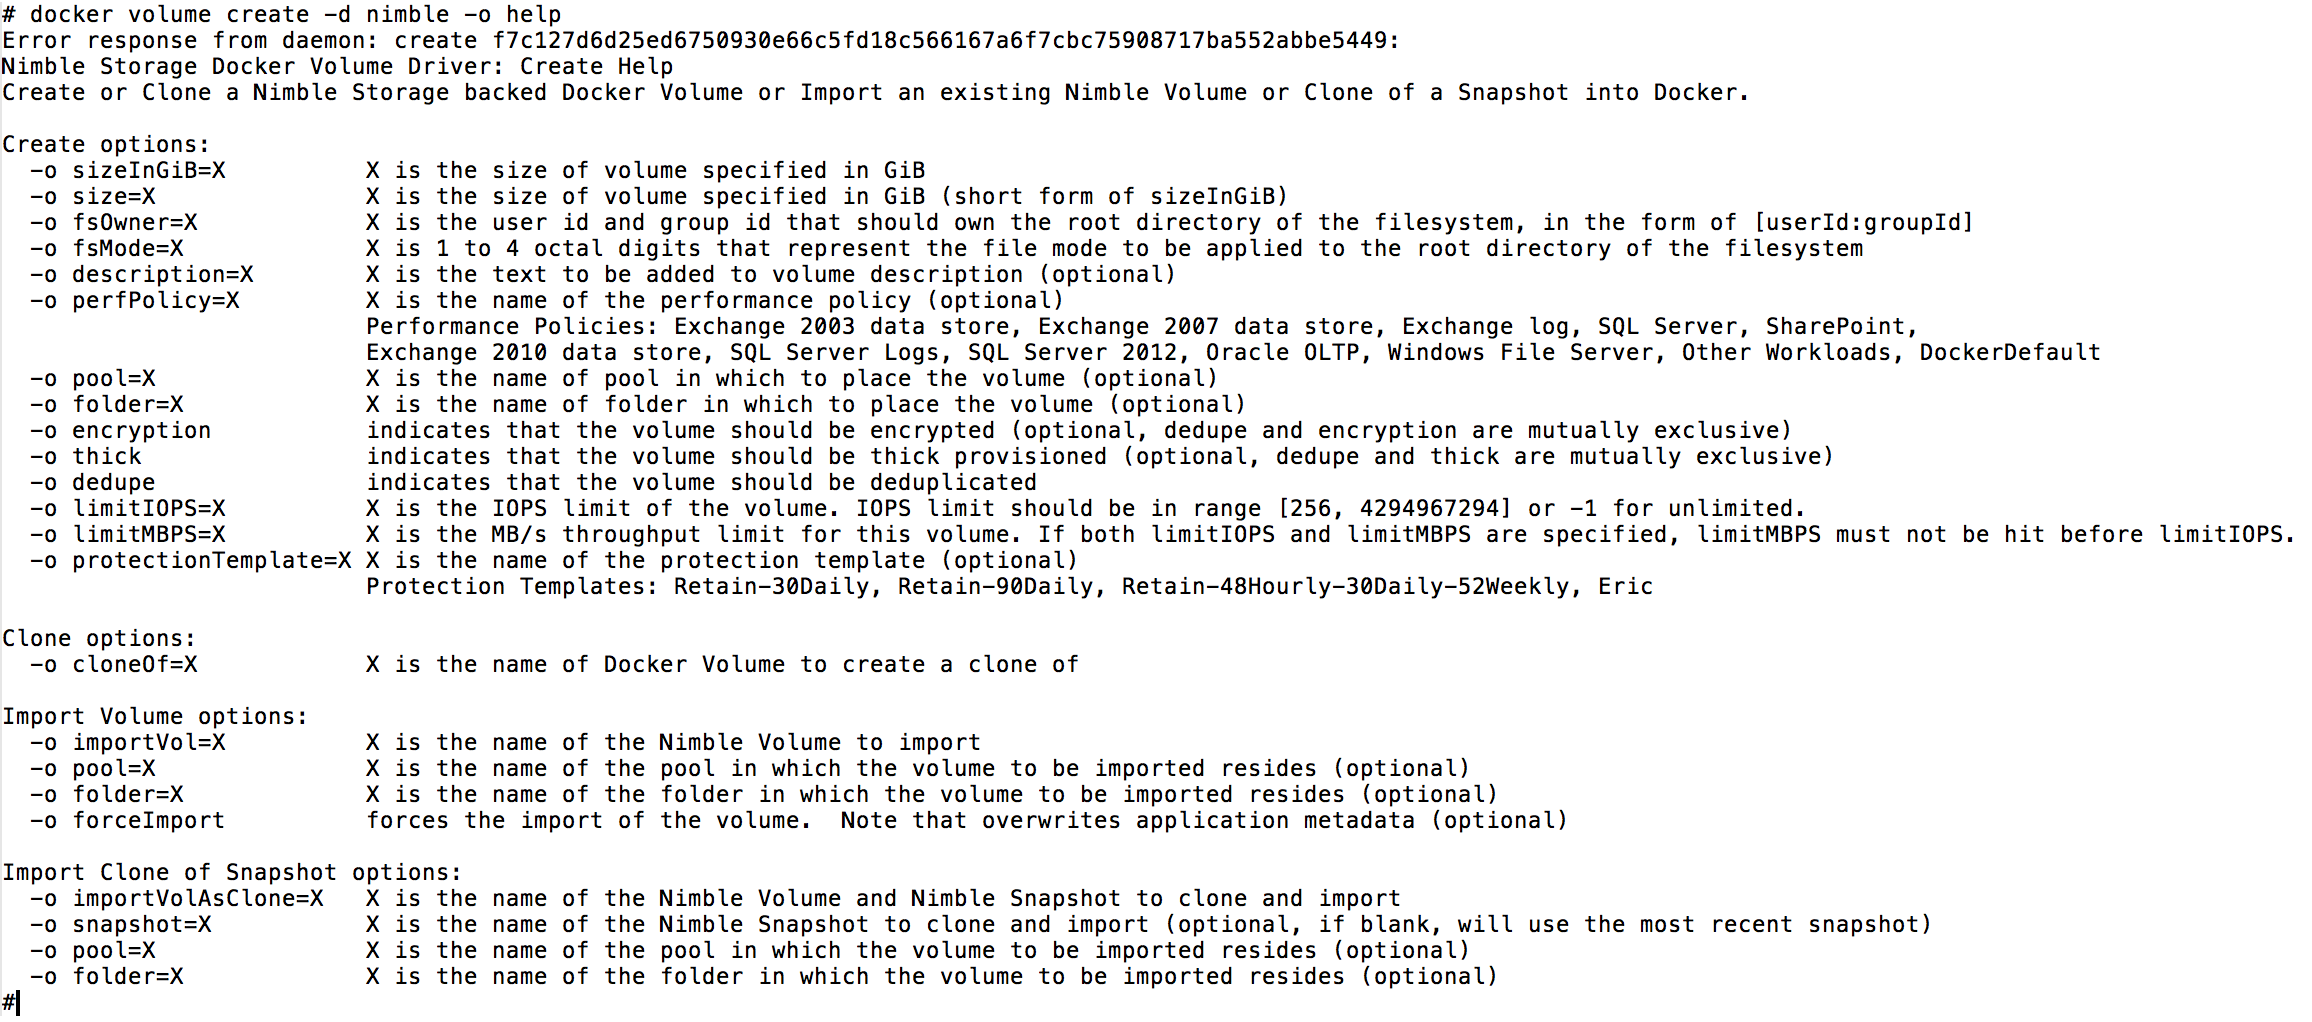 # docker volume create -d nimble -o help
Error response from daemon: create f7c127d6d25ed6750930e66c5fd18c566167a6f7cbc75908717ba552abbe5449:
Nimble Storage Docker Volume Driver: Create Help
Create or Clone a Nimble Storage backed Docker Volume or Import an existing Nimble Volume or Clone of a Snapshot into Docker.

Create options:
  -o sizeInGiB=X          X is the size of volume specified in GiB
  -o size=X               X is the size of volume specified in GiB (short form of sizeInGiB)
  -o fsOwner=X            X is the user id and group id that should own the root directory of the filesystem, in the form of [userId:groupId]
  -o fsMode=X             X is 1 to 4 octal digits that represent the file mode to be applied to the root directory of the filesystem
  -o description=X        X is the text to be added to volume description (optional)
  -o perfPolicy=X         X is the name of the performance policy (optional)
                          Performance Policies: Exchange 2003 data store, Exchange 2007 data store, Exchange log, SQL Server, SharePoint,
                          Exchange 2010 data store, SQL Server Logs, SQL Server 2012, Oracle OLTP, Windows File Server, Other Workloads, DockerDefault
  -o pool=X               X is the name of pool in which to place the volume (optional)
  -o folder=X             X is the name of folder in which to place the volume (optional)
  -o encryption           indicates that the volume should be encrypted (optional, dedupe and encryption are mutually exclusive)
  -o thick                indicates that the volume should be thick provisioned (optional, dedupe and thick are mutually exclusive)
  -o dedupe               indicates that the volume should be deduplicated
  -o limitIOPS=X          X is the IOPS limit of the volume. IOPS limit should be in range [256, 4294967294] or -1 for unlimited.
  -o limitMBPS=X          X is the MB/s throughput limit for this volume. If both limitIOPS and limitMBPS are specified, limitMBPS must not be hit before limitIOPS.
  -o protectionTemplate=X X is the name of the protection template (optional)
                          Protection Templates: Retain-30Daily, Retain-90Daily, Retain-48Hourly-30Daily-52Weekly, Eric

Clone options:
  -o cloneOf=X            X is the name of Docker Volume to create a clone of

Import Volume options:
  -o importVol=X          X is the name of the Nimble Volume to import
  -o pool=X               X is the name of the pool in which the volume to be imported resides (optional)
  -o folder=X             X is the name of the folder in which the volume to be imported resides (optional)
  -o forceImport          forces the import of the volume.  Note that overwrites application metadata (optional)

Import Clone of Snapshot options:
  -o importVolAsClone=X   X is the name of the Nimble Volume and Nimble Snapshot to clone and import
  -o snapshot=X           X is the name of the Nimble Snapshot to clone and import (optional, if blank, will use the most recent snapshot)
  -o pool=X               X is the name of the pool in which the volume to be imported resides (optional)
  -o folder=X             X is the name of the folder in which the volume to be imported resides (optional)
#